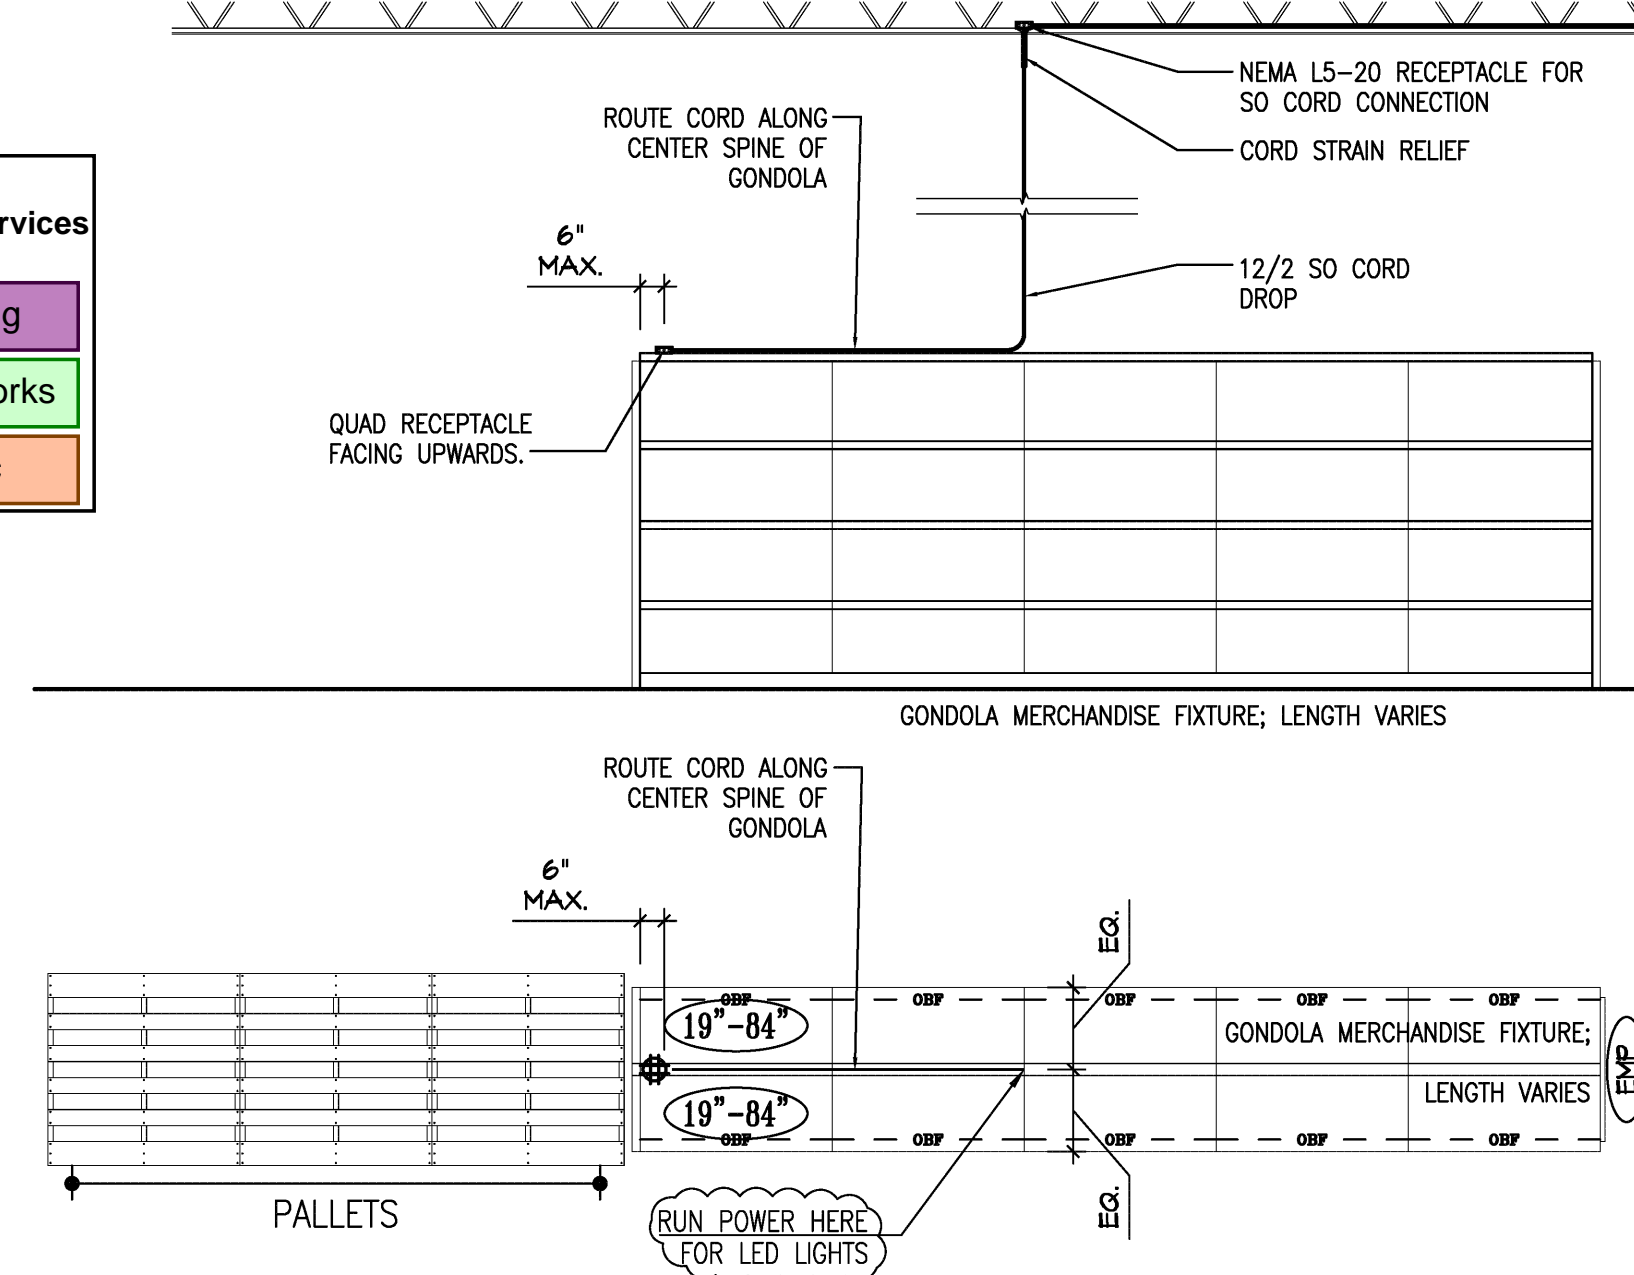 NEMA L5-20 RECEPTACLE FOR
SO CORD CONNECTION
CORD STRAIN RELIEF
ROUTE CORD ALONG
CENTER SPINE OF
GONDOLA
rvices
g
orks
6"
MAX.
12/2 SO CORD
DROP
QUAD RECEPTACLE
FACING UPWARDS.
GONDOLA MERCHANDISE FIXTURE; LENGTH VARIES
ROUTE CORD ALONG
CENTER SPINE OF
GONDOLA
6"
MAX.
EQ.
OBF OBF OBF OBF OBF
19"-84"
GONDOLA MERCHANDISE FIXTURE;
EMP
19"-84"
LENGTH VARIES
OBF OBF OBF OBF OBF
EQ.
PALLETS
RUN POWER HERE
FOR LED LIGHTS